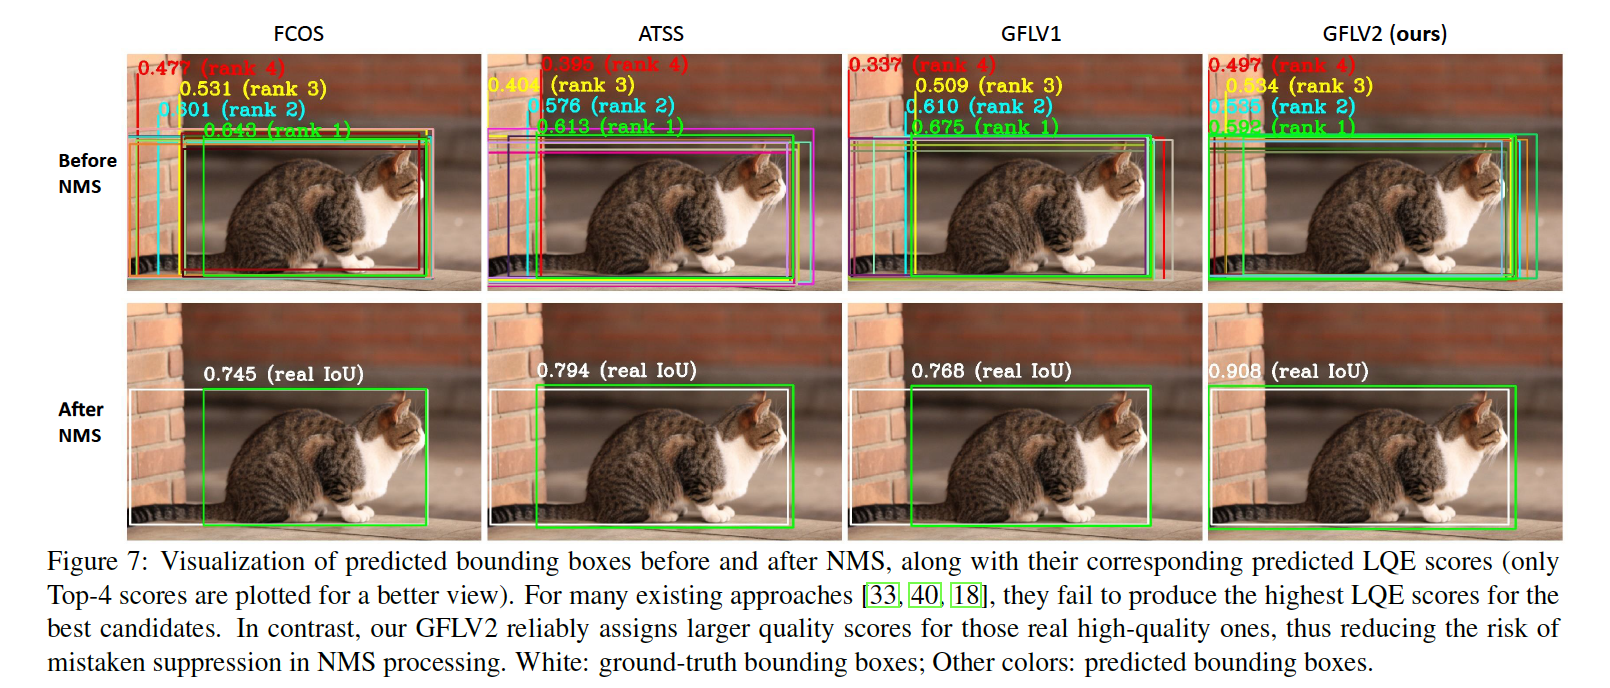 FCOS
ATSS
GFLV1
GFLV2 (ours)
Before NMS
0.477 (rank 4)
0.531 (rank 3)
0.601 (rank 2)
0.643 (rank 1)
0.395 (rank 4)
0.404 (rank 3)
0.576 (rank 2)
0.613 (rank 1)
0.337 (rank 4)
0.509 (rank 3)
0.610 (rank 2)
0.675 (rank 1)
0.497 (rank 4)
0.534 (rank 3)
0.535 (rank 2)
0.592 (rank 1)
After NMS
0.745 (real IoU)
0.794 (real IoU)
0.768 (real IoU)
0.908 (real IoU)
Figure 7: Visualization of predicted bounding boxes before and after NMS, along with their corresponding predicted LQE scores (only
Top-4 scores are plotted for a better view). For many existing approaches [33, 40, 18], they fail to produce the highest LQE scores for the
best candidates. In contrast, our GFLV2 reliably assigns larger quality scores for those real high-quality ones, thus reducing the risk of
mistaken suppression in NMS processing. White: ground-truth bounding boxes; Other colors: predicted bounding boxes.